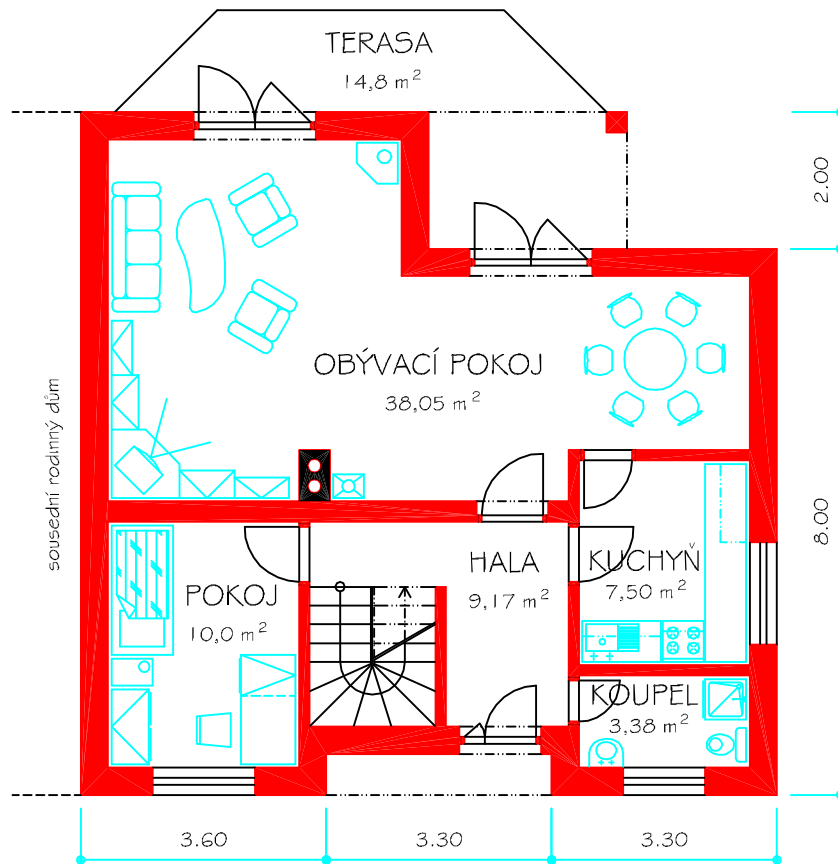 TERASA
14,8 m²
2.00
OBÝVACÍ POKOJ
38,05 m²
sousední rodinný dům
8.00
HALA
9,17 m²
KUCHYŇ
7,50 m²
POKOJ
10,0 m²
KOUPEL
3,38 m²
3.60
3.30
3.30